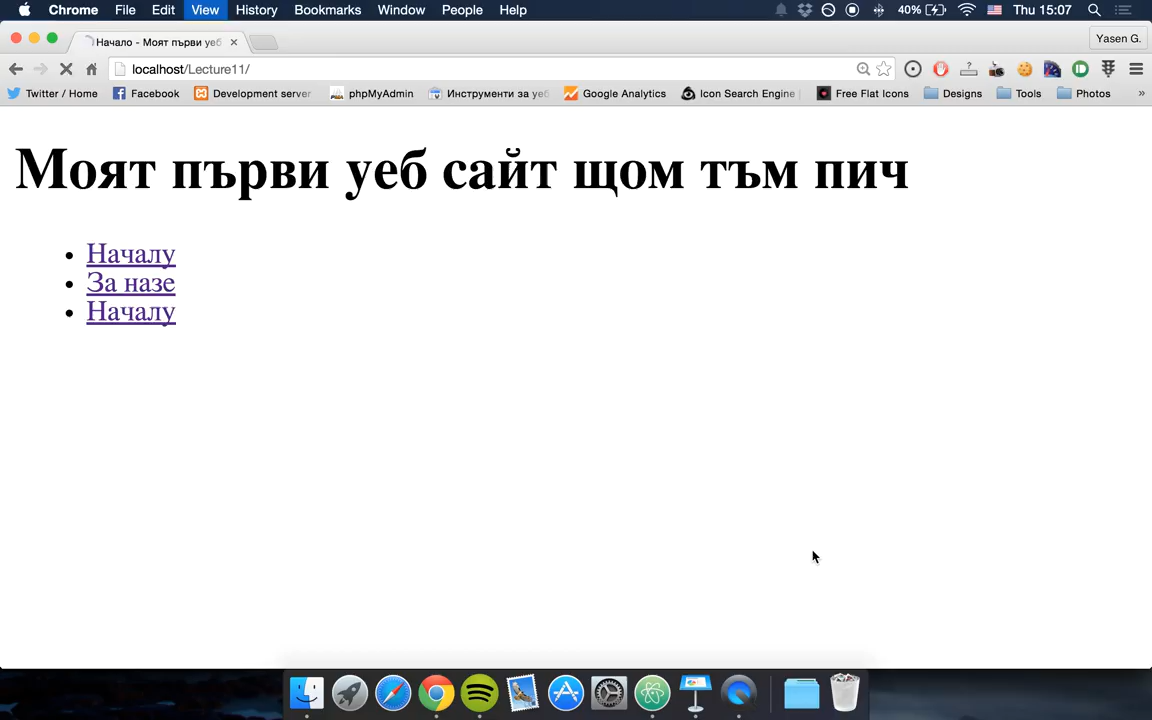 Chrome File Edit View History Bookmarks Window People Help 40% Thu 15:07
Начало - Моят първи уеб Yasen G.
localhost/Lecture11/
Twitter / Home Facebook Development server phpMyAdmin Инструменти за уеб Google Analytics Icon Search Engine Free Flat Icons Designs Tools Photos »
Моят първи уеб сайт щом тъм пич
Началу
За назе
Началу